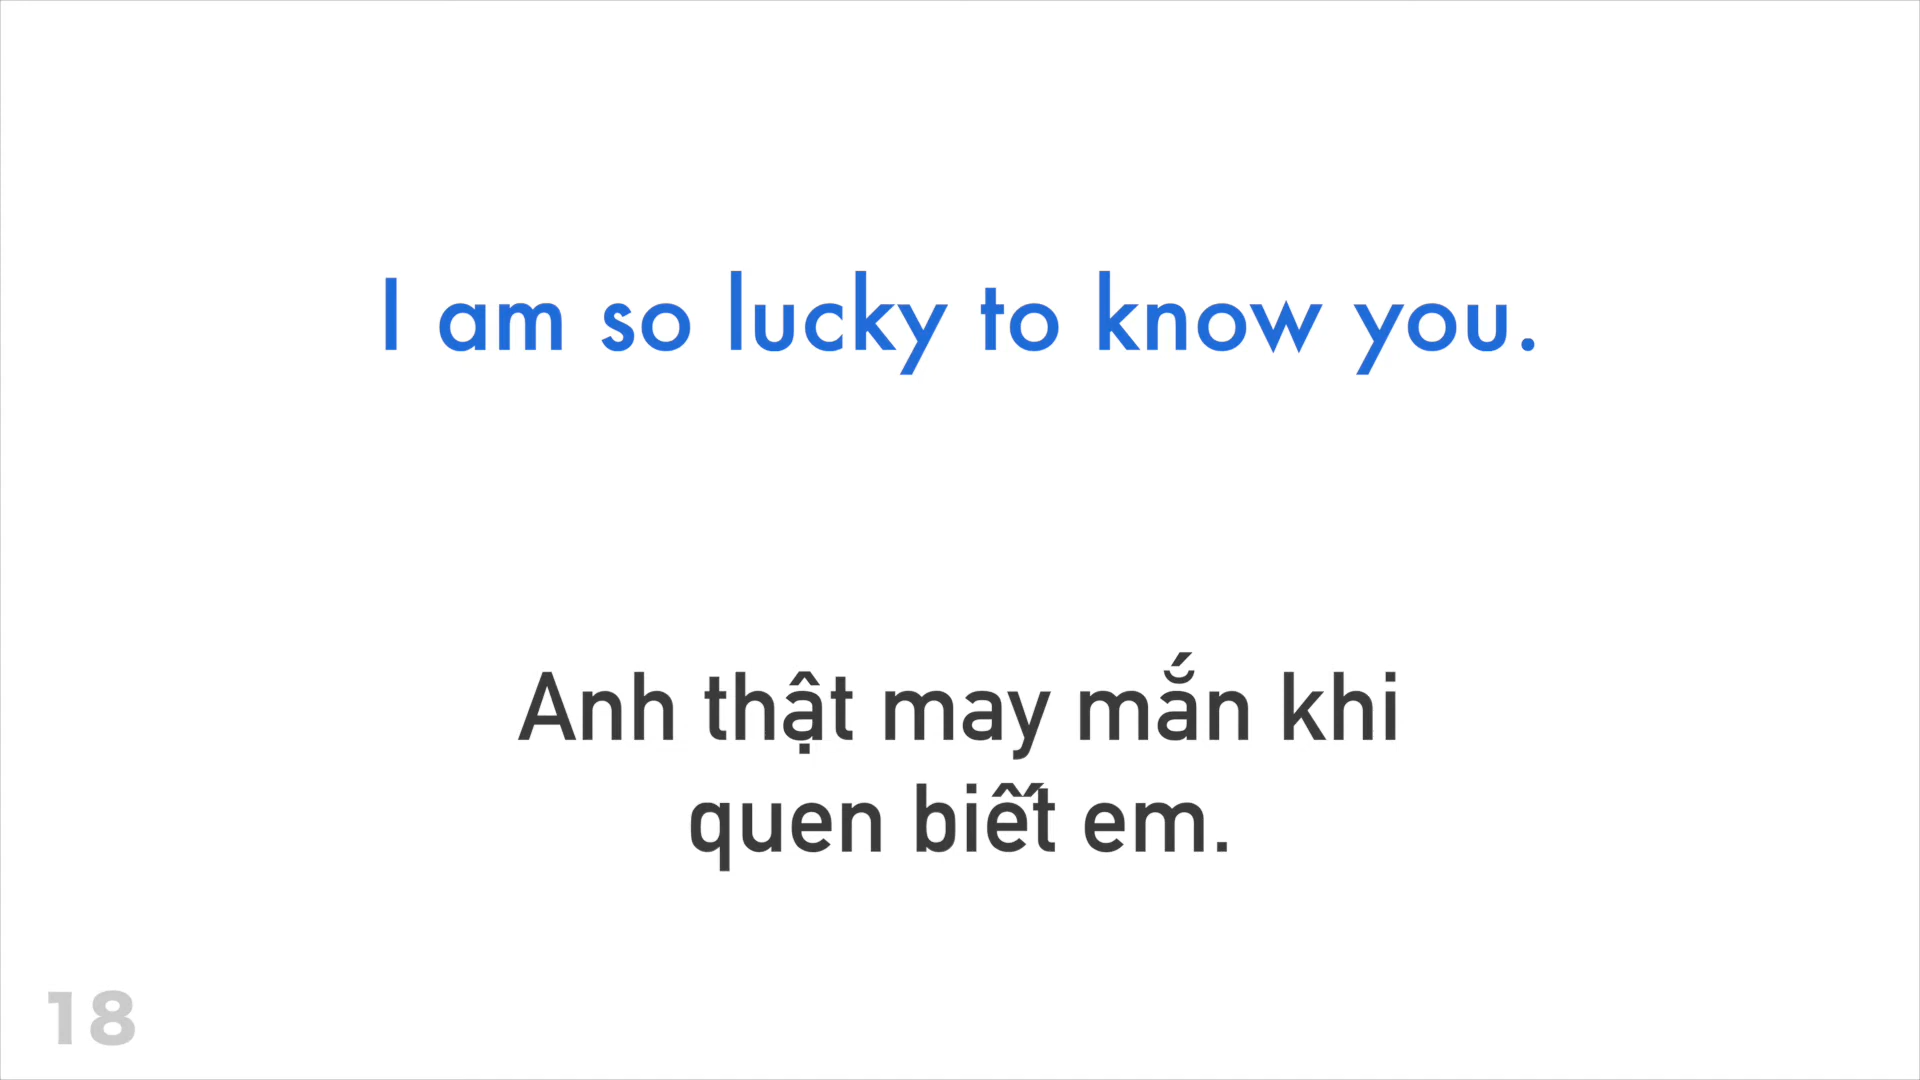 I am so lucky to know you.
Anh thật may mắn khi
quen biết em.
18